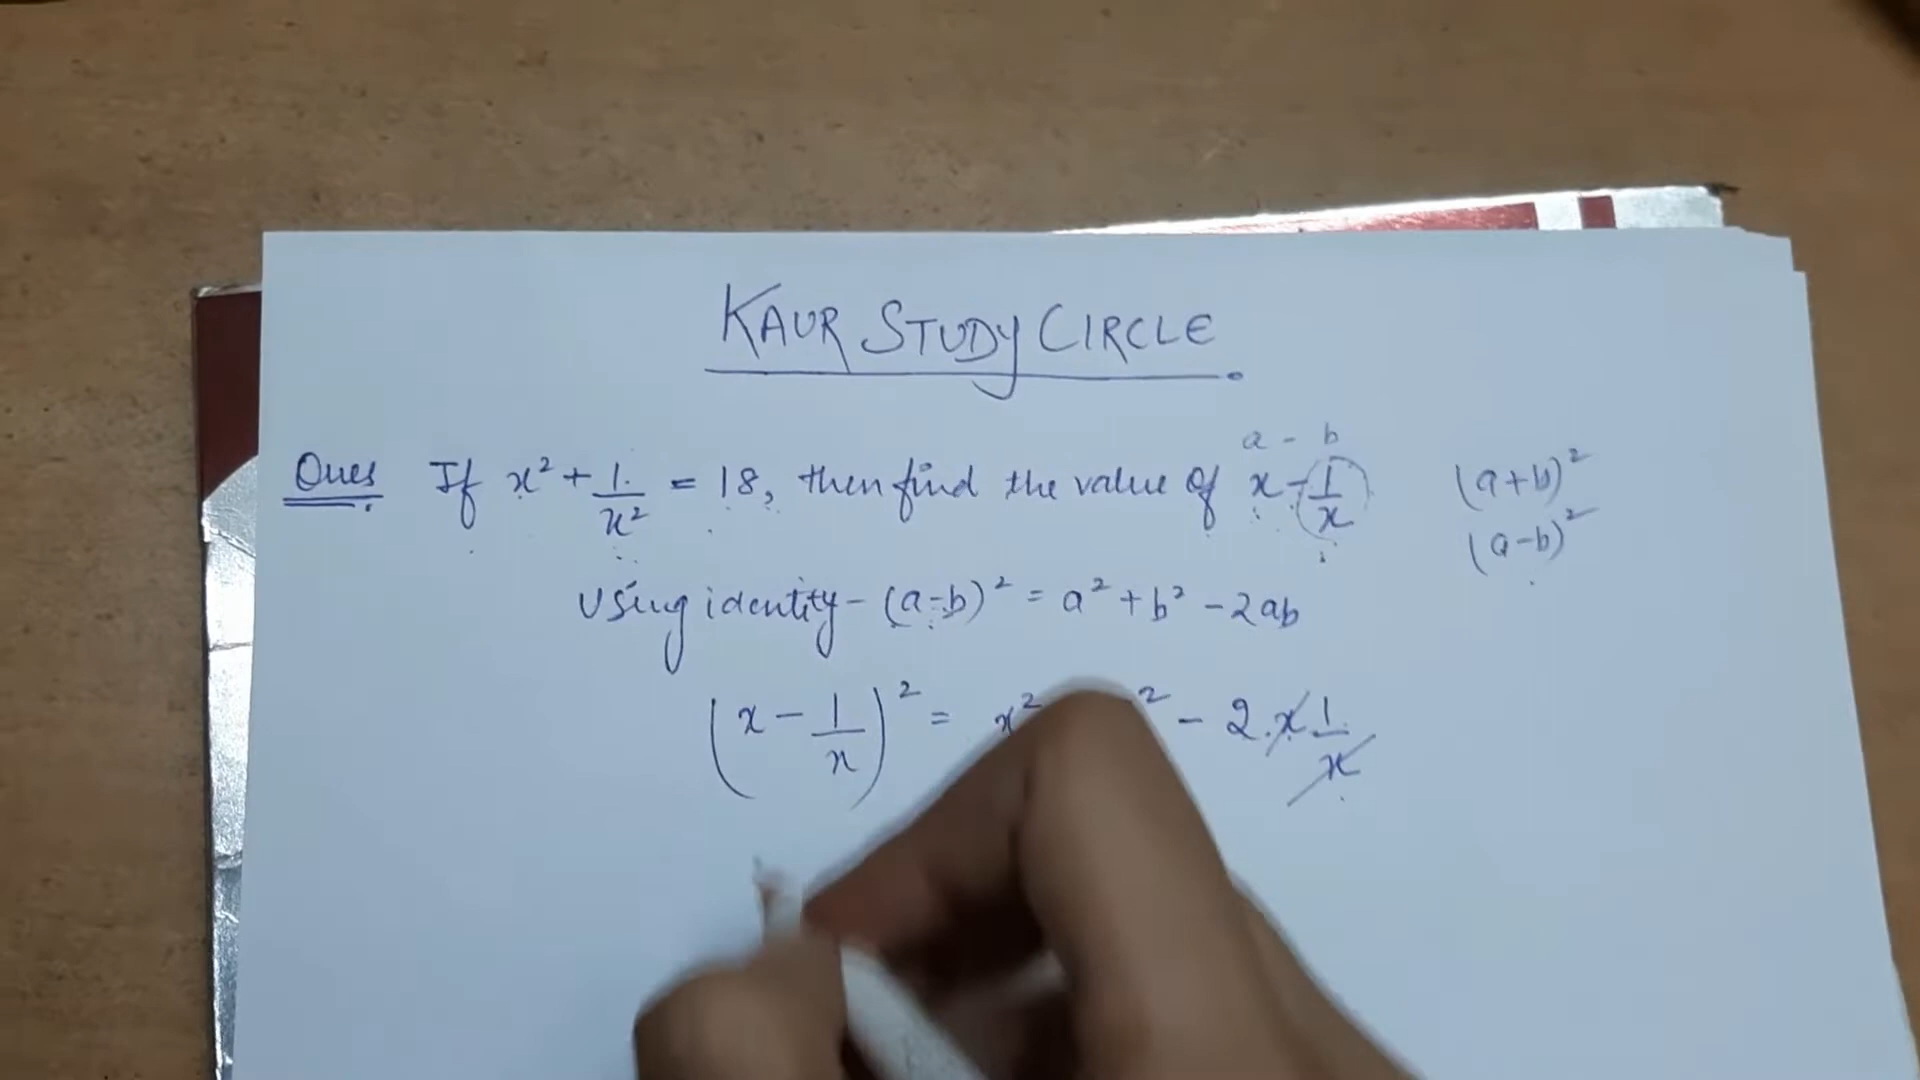 KAUR STUDY CIRCLE
a - b
Ques If x² + 1/x² = 18, then find the value of x - 1/x
(a+b)²
(a-b)²
Using identity - (a-b)² = a² + b² - 2ab
(x - 1/x)² = x² ² - 2.x 1/x